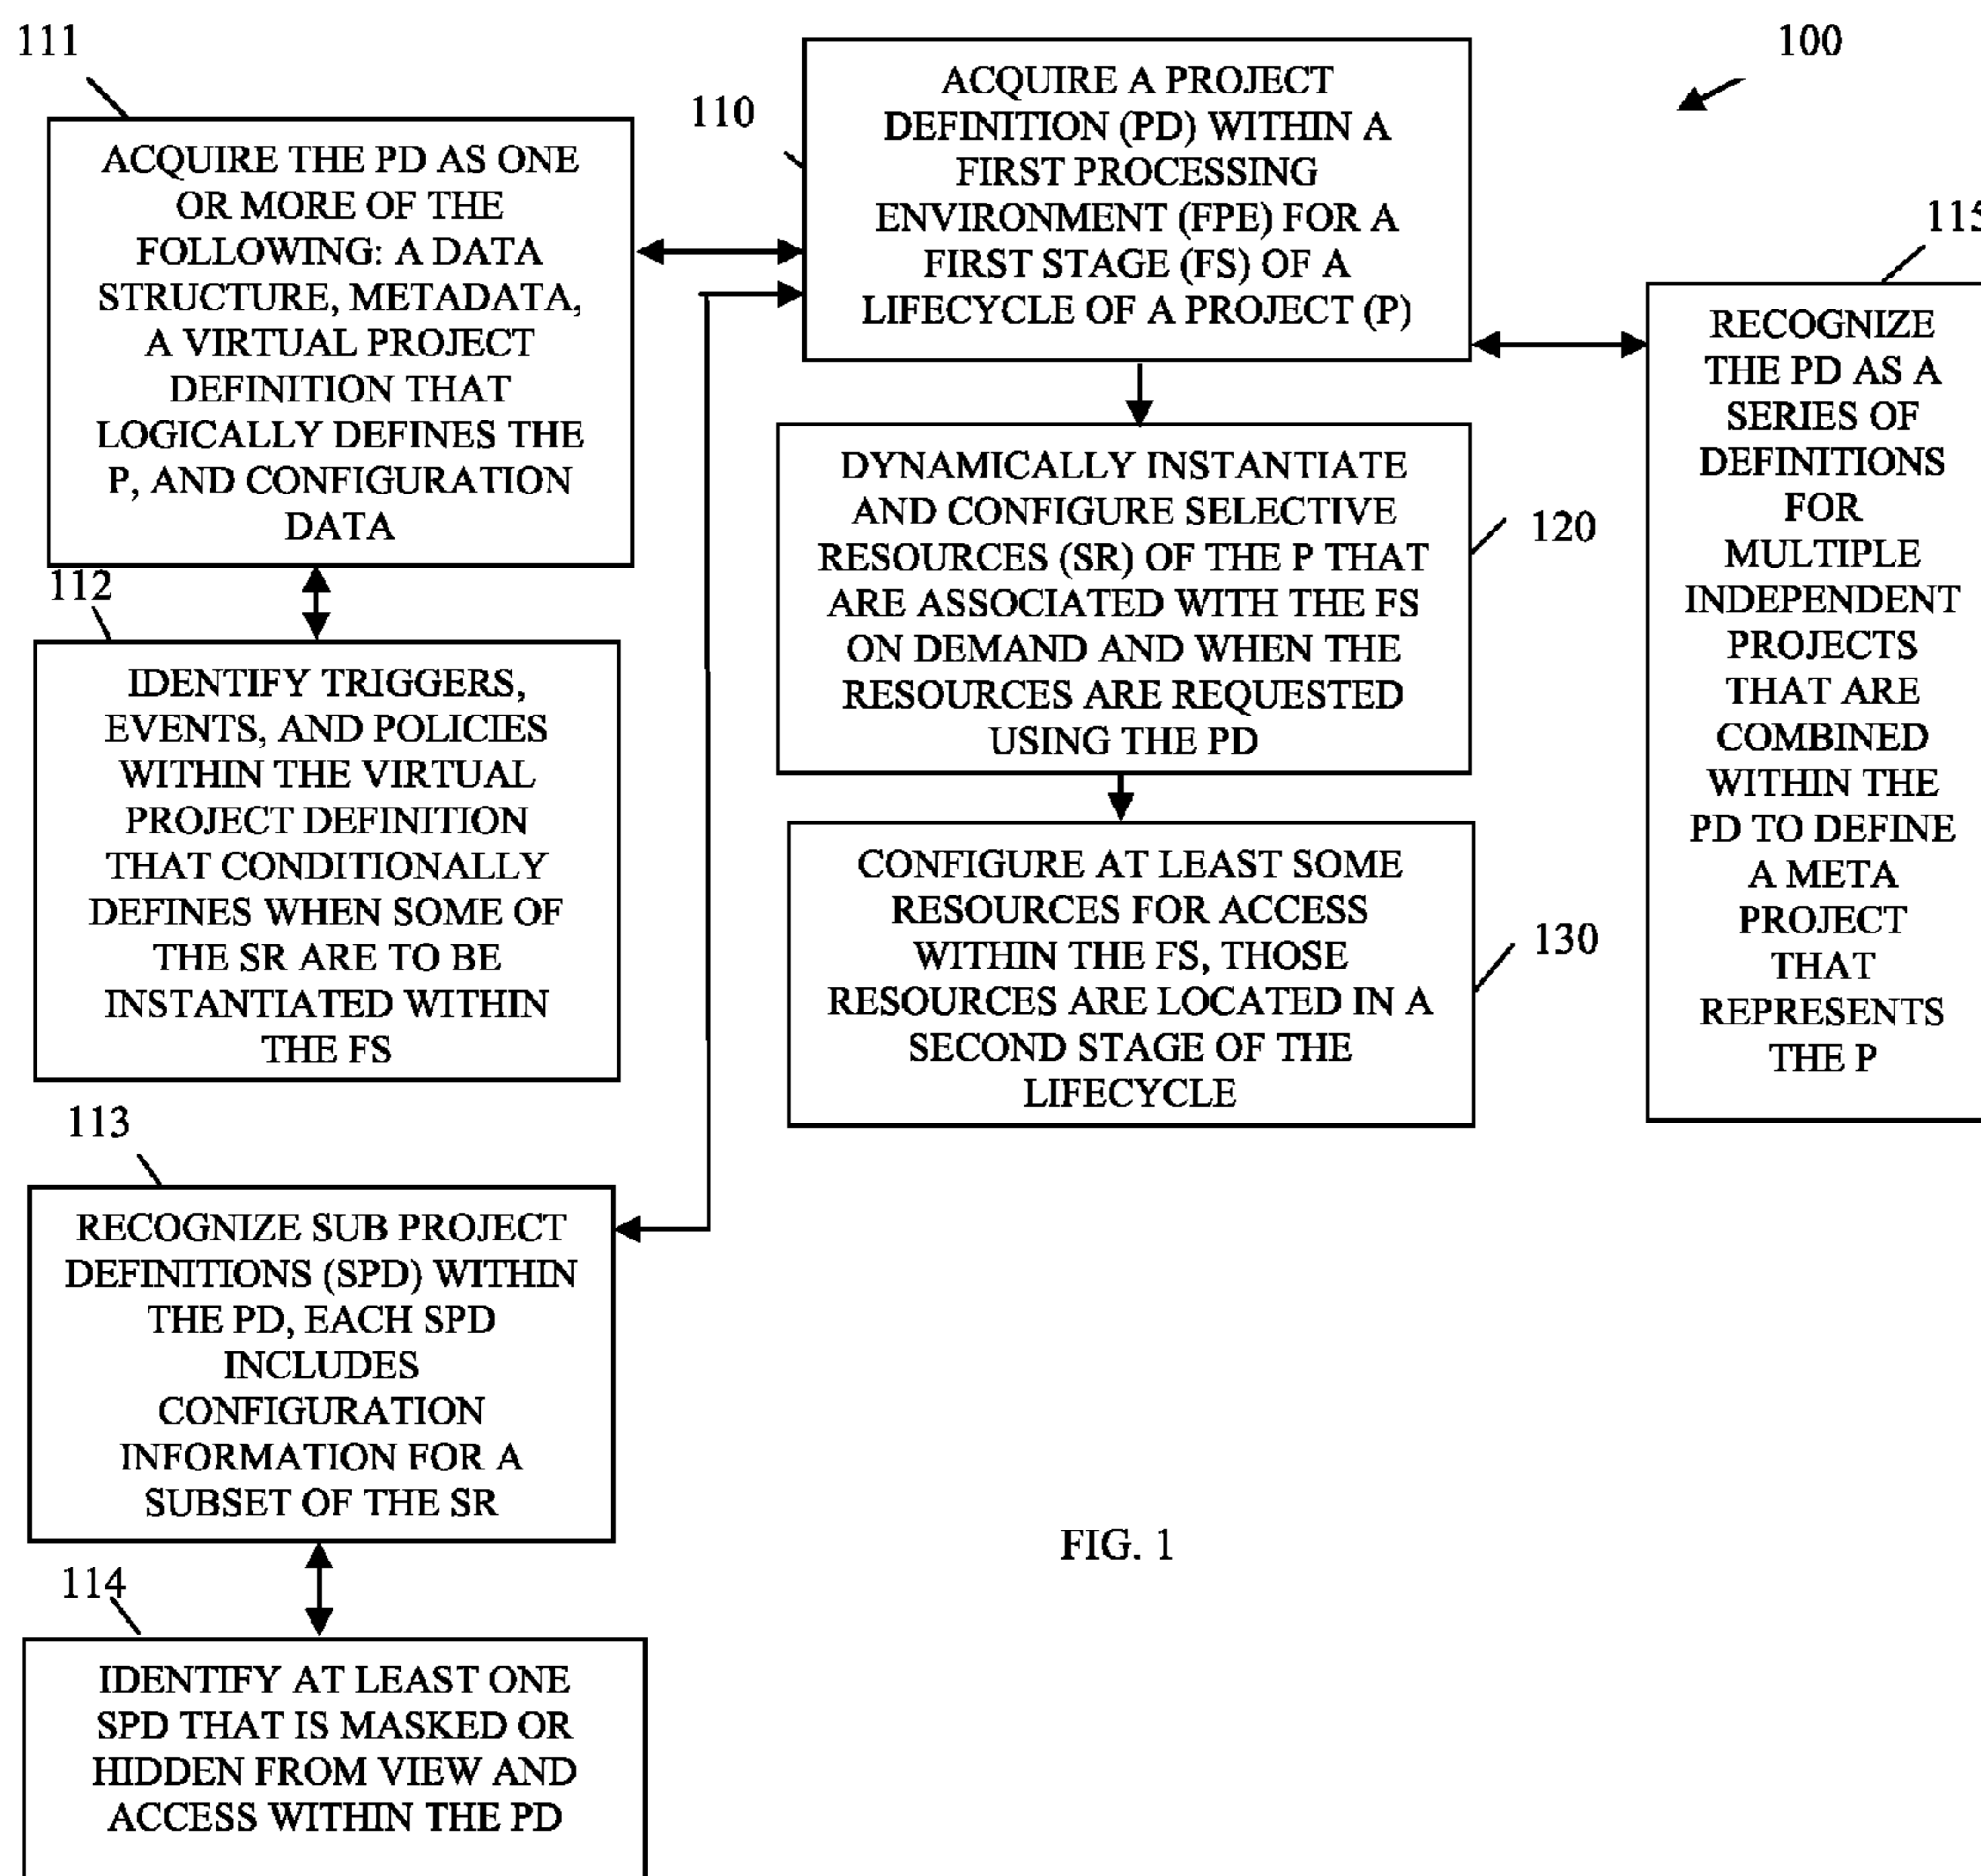 111
ACQUIRE THE PD AS ONE
OR MORE OF THE
FOLLOWING: A DATA
STRUCTURE, METADATA,
A VIRTUAL PROJECT
DEFINITION THAT
LOGICALLY DEFINES THE
P, AND CONFIGURATION
DATA
112
IDENTIFY TRIGGERS,
EVENTS, AND POLICIES
WITHIN THE VIRTUAL
PROJECT DEFINITION
THAT CONDITIONALLY
DEFINES WHEN SOME OF
THE SR ARE TO BE
INSTANTIATED WITHIN
THE FS
113
RECOGNIZE SUB PROJECT
DEFINITIONS (SPD) WITHIN
THE PD, EACH SPD
INCLUDES
CONFIGURATION
INFORMATION FOR A
SUBSET OF THE SR
114
IDENTIFY AT LEAST ONE
SPD THAT IS MASKED OR
HIDDEN FROM VIEW AND
ACCESS WITHIN THE PD
110
ACQUIRE A PROJECT
DEFINITION (PD) WITHIN A
FIRST PROCESSING
ENVIRONMENT (FPE) FOR A
FIRST STAGE (FS) OF A
LIFECYCLE OF A PROJECT (P)
DYNAMICALLY INSTANTIATE
AND CONFIGURE SELECTIVE
RESOURCES (SR) OF THE P THAT
ARE ASSOCIATED WITH THE FS
ON DEMAND AND WHEN THE
RESOURCES ARE REQUESTED
USING THE PD
120
CONFIGURE AT LEAST SOME
RESOURCES FOR ACCESS
WITHIN THE FS, THOSE
RESOURCES ARE LOCATED IN A
SECOND STAGE OF THE
LIFECYCLE
130
100
115
RECOGNIZE
THE PD AS A
SERIES OF
DEFINITIONS
FOR
MULTIPLE
INDEPENDENT
PROJECTS
THAT ARE
COMBINED
WITHIN THE
PD TO DEFINE
A META
PROJECT
THAT
REPRESENTS
THE P
FIG. 1